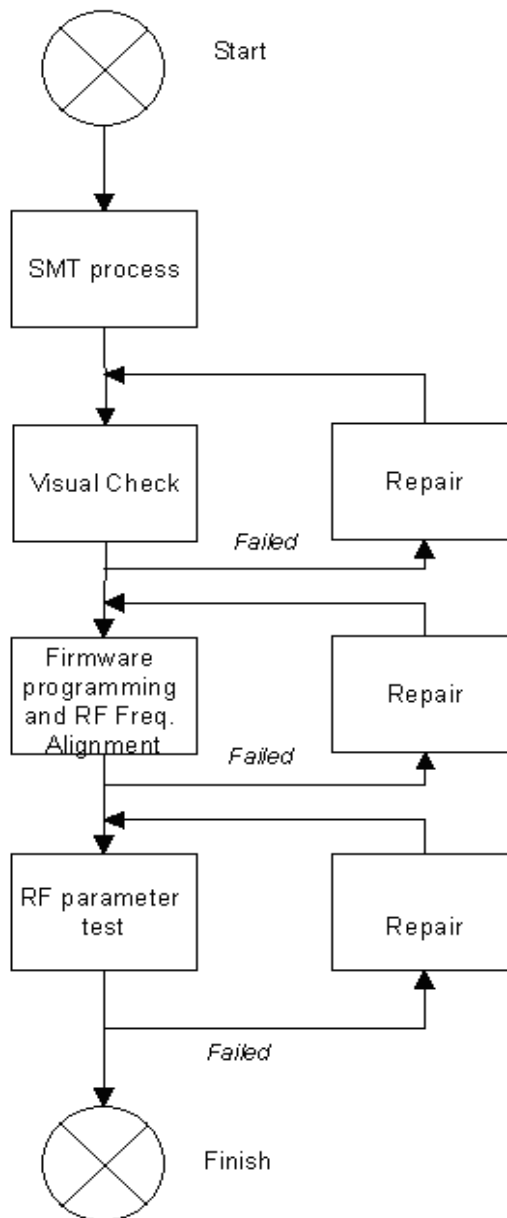 Start
SMT process
Visual Check
Repair
Failed
Firmware
programming
and RF Freq.
Alignment
Repair
Failed
RF parameter
test
Repair
Failed
Finish